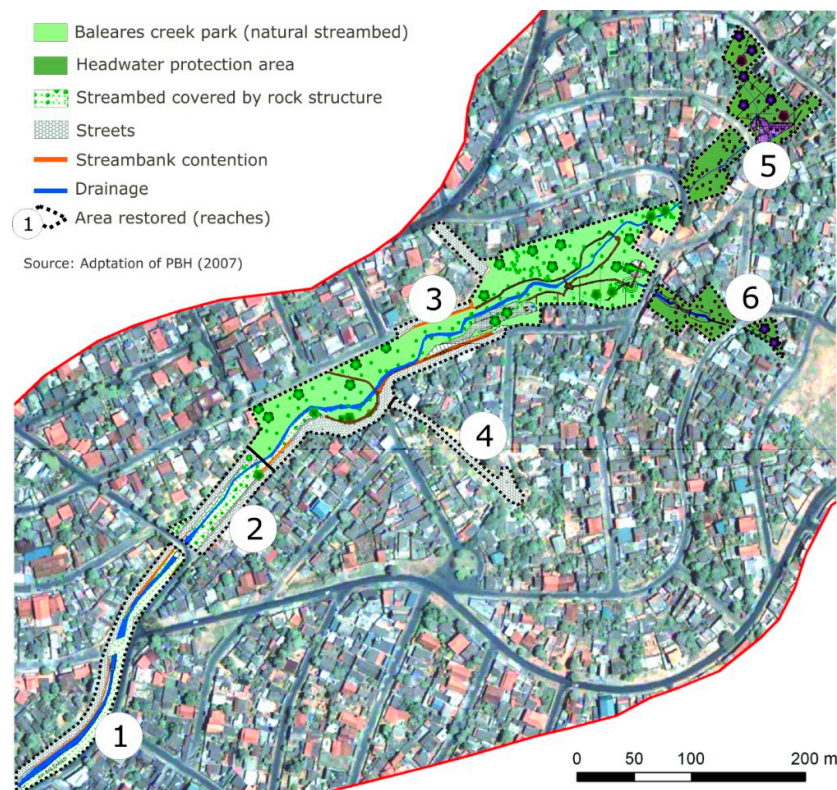 Baleares creek park (natural streambed)
Headwater protection area
Streambed covered by rock structure
Streets
Streambank contention
Drainage
1 Area restored (reaches)
Source: Adptation of PBH (2007)
5
6
3
4
2
1
0 50 100 200 m